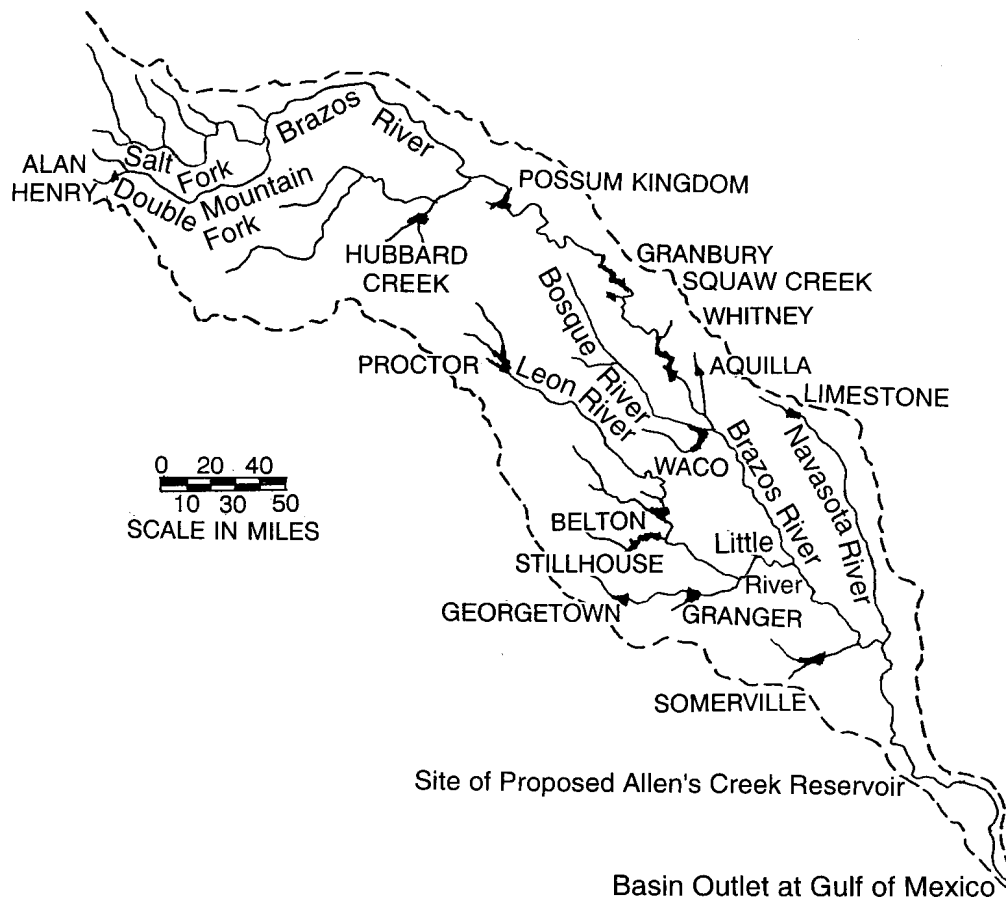 Brazos
River
Salt
Fork
ALAN
HENRY
Double Mountain
Fork
POSSUM KINGDOM
HUBBARD
CREEK
GRANBURY
SQUAW CREEK
WHITNEY
Bosque
River
PROCTOR
Leon River
AQUILLA
LIMESTONE
WACO
Brazos River
Navasota River
0 20 40
10 30 50
SCALE IN MILES
BELTON
STILLHOUSE
Little
River
GEORGETOWN
GRANGER
SOMERVILLE
Site of Proposed Allen's Creek Reservoir
Basin Outlet at Gulf of Mexico